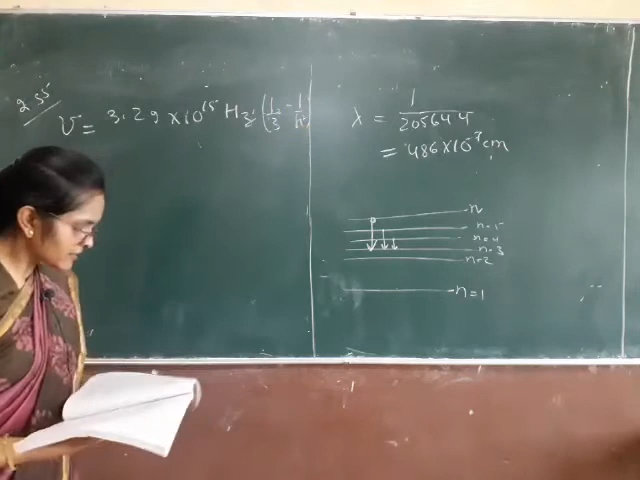 2.55
ν = 3.29 × 10¹⁵ Hz (1/3² - 1/n²)
λ = 1/205644
= 486 × 10⁻⁷ cm
n
n=5
n=4
n=3
n=2
n=1